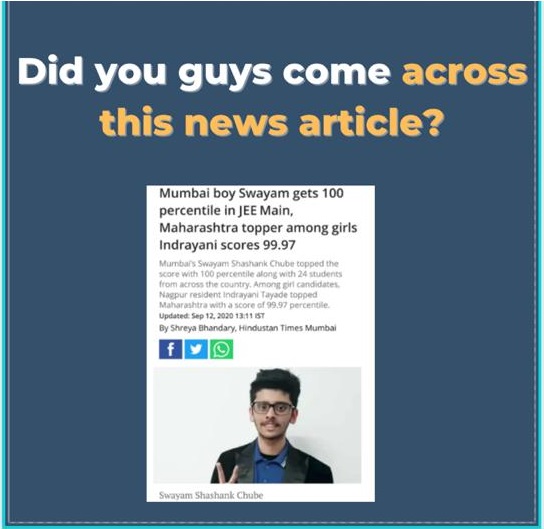 Did you guys come across
this news article?
Mumbai boy Swayam gets 100
percentile in JEE Main,
Maharashtra topper among girls
Indrayani scores 99.97
Mumbai's Swayam Shashank Chube topped the
score with 100 percentile along with 24 students
from across the country. Among girl candidates,
Nagpur resident Indrayani Tayade topped
Maharashtra with a score of 99.97 percentile.
Updated: Sep 12, 2020 13:11 IST
By Shreya Bhandary, Hindustan Times Mumbai
Swayam Shashank Chube